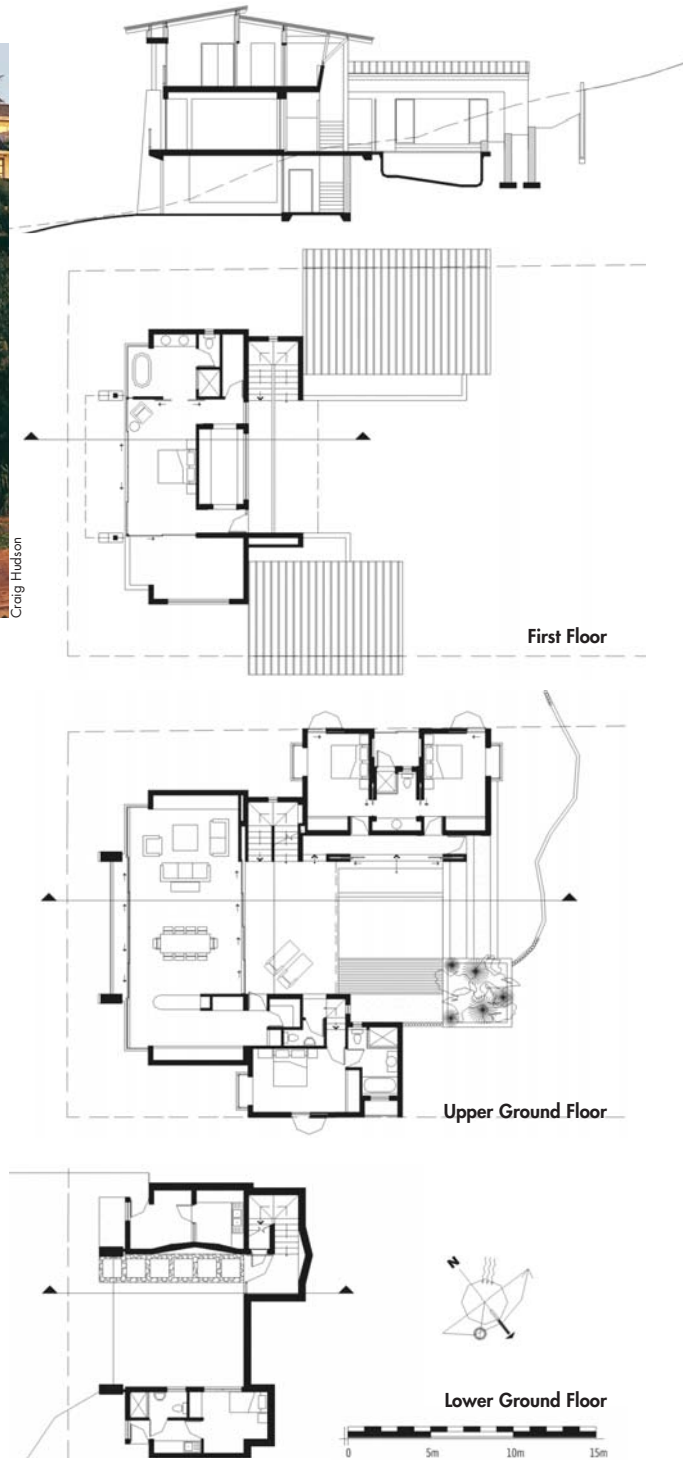 Craig Hudson
First Floor
Upper Ground Floor
N
Lower Ground Floor
0 5m 10m 15m